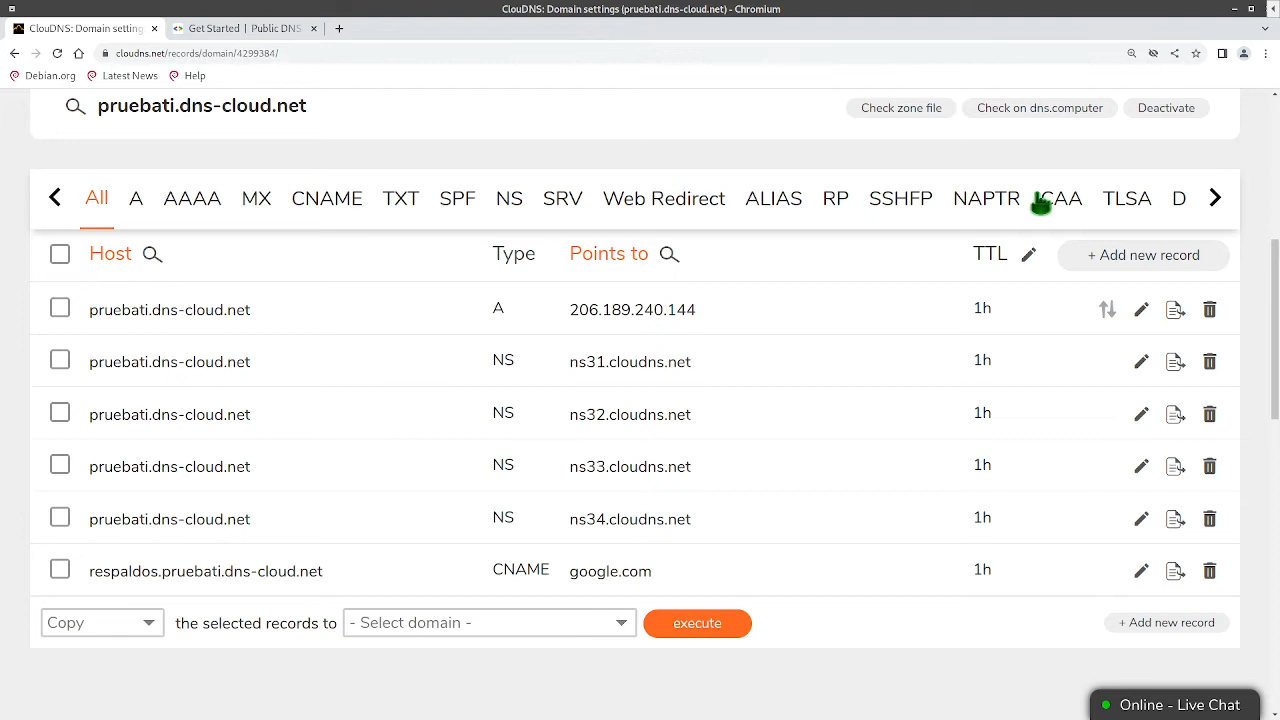 ClouDNS: Domain settings (pruebati.dns-cloud.net) - Chromium
ClouDNS: Domain setting
Get Started | Public DNS
cloudns.net/records/domain/4299384/
Debian.org Latest News Help
pruebati.dns-cloud.net Check zone file Check on dns.computer Deactivate
All A AAAA MX CNAME TXT SPF NS SRV Web Redirect ALIAS RP SSHFP NAPTR CAA TLSA D
Host Type Points to TTL + Add new record
pruebati.dns-cloud.net A 206.189.240.144 1h
pruebati.dns-cloud.net NS ns31.cloudns.net 1h
pruebati.dns-cloud.net NS ns32.cloudns.net 1h
pruebati.dns-cloud.net NS ns33.cloudns.net 1h
pruebati.dns-cloud.net NS ns34.cloudns.net 1h
respaldos.pruebati.dns-cloud.net CNAME google.com 1h
Copy the selected records to - Select domain - execute + Add new record
Online - Live Chat